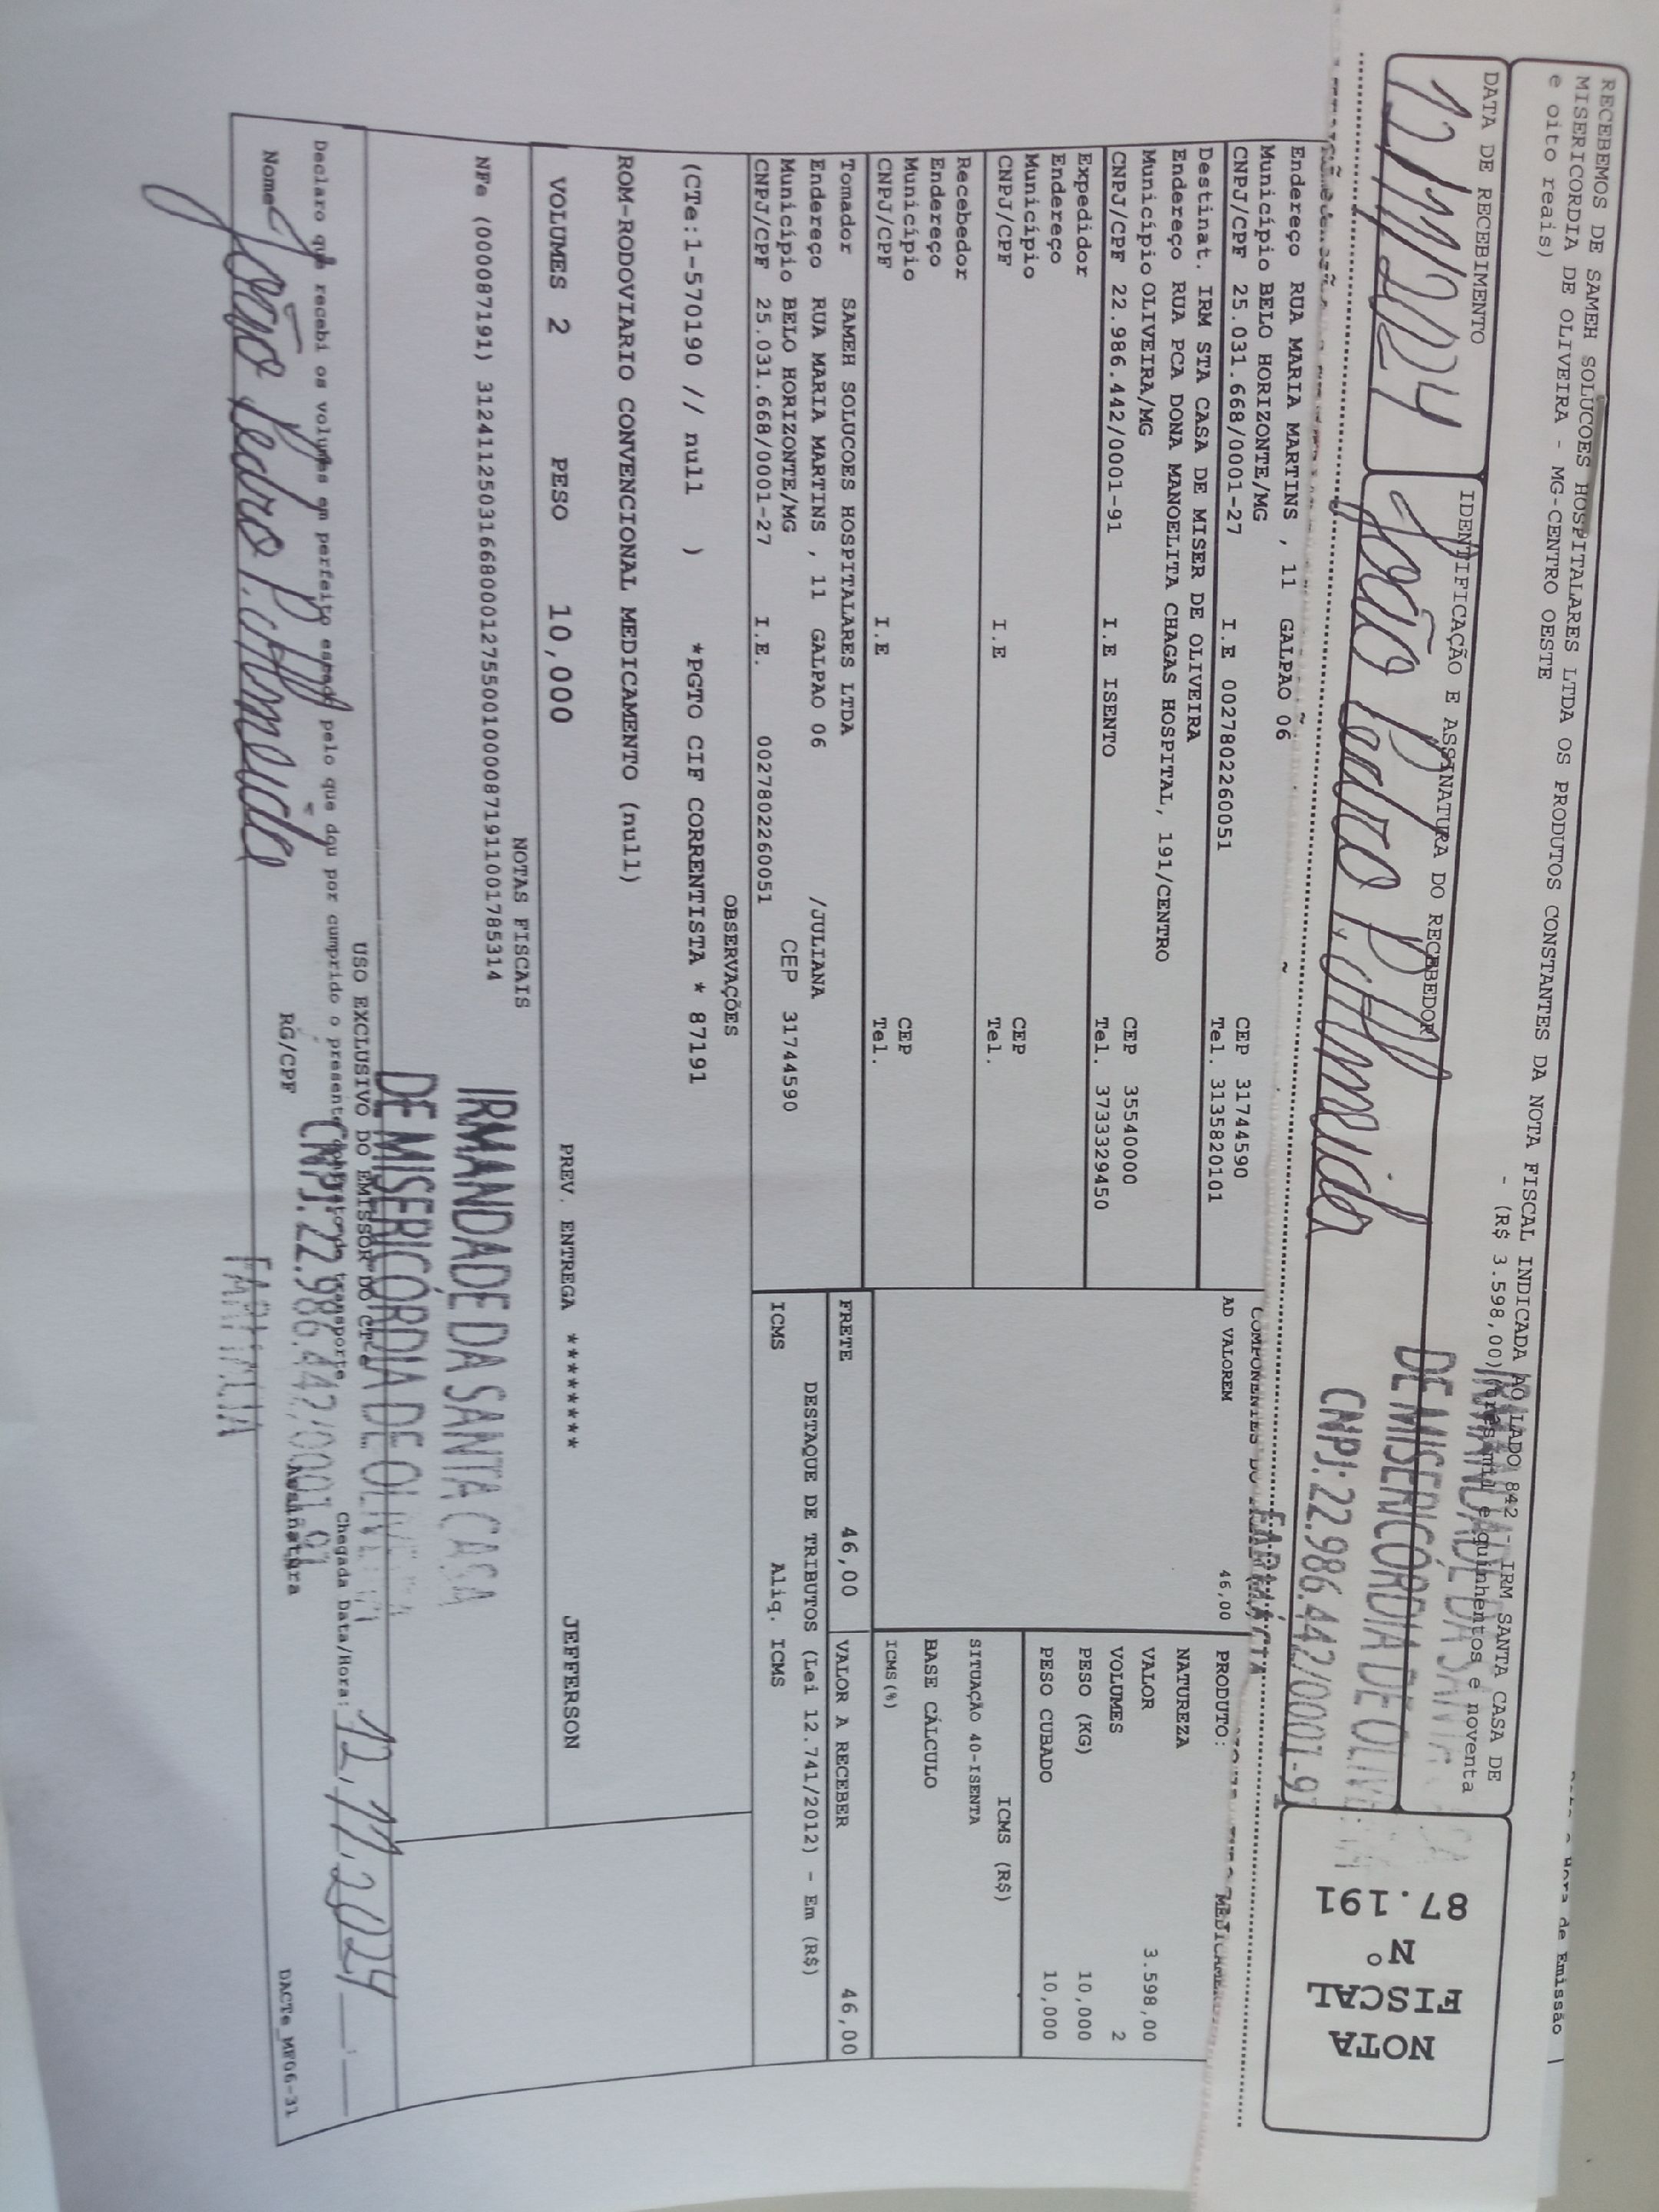 RECEBEMOS DE SAMEH SOLUCOES HOSPITALARES LTDA OS PRODUTOS CONSTANTES DA NOTA FISCAL INDICADA AO LADO 842 - IRM SANTA CASA DE
MISERICORDIA DE OLIVEIRA - MG-CENTRO OESTE - (R$ 3.598,00) (três mil e quinhentos e noventa
e oito reais)
DATA DE RECEBIMENTO
12/11/2024
IDENTIFICAÇÃO E ASSINATURA DO RECEBEDOR
João Pedro P. Almeida
IRMANDADE DA SANTA CASA
DE MISERICÓRDIA DE OLIVEIRA
CNPJ: 22.986.442/0001-91
FARMÁCIA
NOTA
FISCAL
Nº
87.191
Hora de Emissão
Endereço RUA MARIA MARTINS , 11 GALPAO 06
Município BELO HORIZONTE/MG CEP 31744590
CNPJ/CPF 25.031.668/0001-27 I.E 0027802260051 Tel. 3135820101
Destinat. IRM STA CASA DE MISER DE OLIVEIRA
Endereço RUA PCA DONA MANOELITA CHAGAS HOSPITAL, 191/CENTRO
Município OLIVEIRA/MG CEP 35540000
CNPJ/CPF 22.986.442/0001-91 I.E ISENTO Tel. 3733329450
Expedidor
Endereço
Município CEP
CNPJ/CPF I.E Tel.
Recebedor
Endereço
Município CEP
CNPJ/CPF I.E Tel.
Tomador SAMEH SOLUCOES HOSPITALARES LTDA
Endereço RUA MARIA MARTINS , 11 GALPAO 06 /JULIANA
Município BELO HORIZONTE/MG CEP 31744590
CNPJ/CPF 25.031.668/0001-27 I.E. 0027802260051
COMPONENTES DO
AD VALOREM 46,00
PRODUTO:
NATUREZA
VALOR 3.598,00
VOLUMES 2
PESO (KG) 10,000
PESO CUBADO 10,000
ICMS (R$)
SITUAÇÃO 40-ISENTA
BASE CÁLCULO
ICMS(%)
FRETE 46,00 VALOR A RECEBER 46,00
DESTAQUE DE TRIBUTOS (Lei 12.741/2012) - Em (R$)
ICMS Aliq. ICMS
OBSERVAÇÕES
(CTe:1-570190 // null ) *PGTO CIF CORRENTISTA * 87191
ROM-RODOVIARIO CONVENCIONAL MEDICAMENTO (null)
VOLUMES 2 PESO 10,000 PREV. ENTREGA ******** JEFFERSON
NOTAS FISCAIS
NFe (000087191) 31241125031668000127550010000871911001785314
IRMANDADE DA SANTA CASA
DE MISERICÓRDIA DE OLIVEIRA
CNPJ: 22.986.442/0001-91
FARMÁCIA
USO EXCLUSIVO DO EMISSOR DO CT-e
Declaro que recebi os volumes em perfeito estado pelo que dou por cumprido o presente contrato de transporte
Chegada Data/Hora: 12/11/2024
Nome João Pedro P. Almeida RG/CPF Assinatura
DACTe_MF06-31